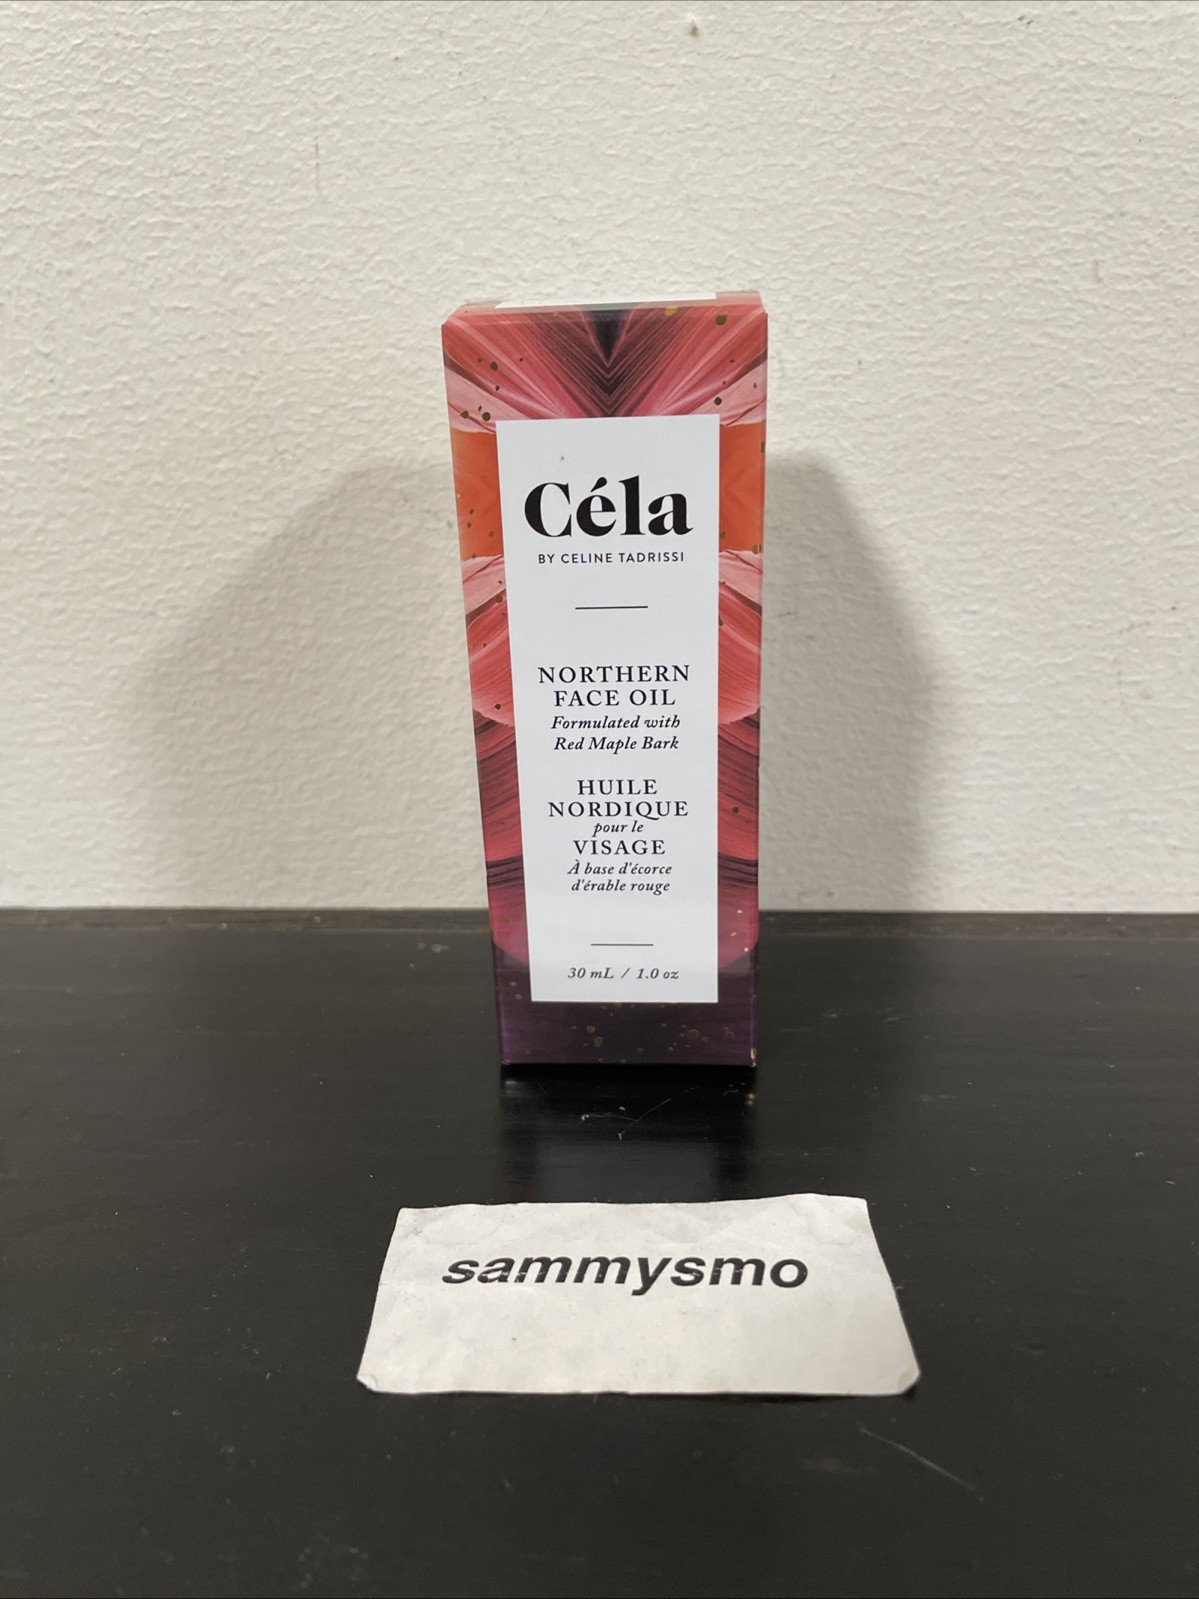 Céla
BY CELINE TADRISSI
NORTHERN
FACE OIL
Formulated with
Red Maple Bark
HUILE
NORDIQUE
pour le
VISAGE
À base d'écorce
d'érable rouge
30 mL / 1.0 oz
sammysmo